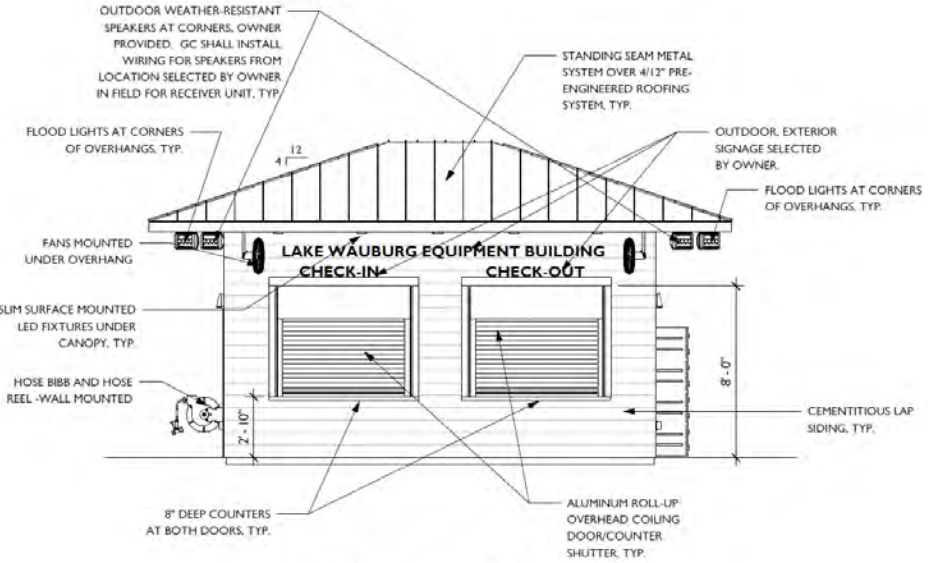 OUTDOOR WEATHER-RESISTANT
SPEAKERS AT CORNERS, OWNER
PROVIDED. GC SHALL INSTALL
WIRING FOR SPEAKERS FROM
LOCATION SELECTED BY OWNER
IN FIELD FOR RECEIVER UNIT, TYP.
STANDING SEAM METAL
SYSTEM OVER 4/12" PRE-
ENGINEERED ROOFING
SYSTEM, TYP.
FLOOD LIGHTS AT CORNERS
OF OVERHANGS, TYP.
12
4
OUTDOOR, EXTERIOR
SIGNAGE SELECTED
BY OWNER.
FLOOD LIGHTS AT CORNERS
OF OVERHANGS, TYP.
FANS MOUNTED
UNDER OVERHANG
LAKE WAUBURG EQUIPMENT BUILDING
CHECK-IN
CHECK-OUT
SLIM SURFACE MOUNTED
LED FIXTURES UNDER
CANOPY, TYP.
HOSE BIBB AND HOSE
REEL -WALL MOUNTED
2' - 10"
8' - 0"
CEMENTITIOUS LAP
SIDING, TYP.
8" DEEP COUNTERS
AT BOTH DOORS, TYP.
ALUMINUM ROLL-UP
OVERHEAD COILING
DOOR/COUNTER
SHUTTER, TYP.